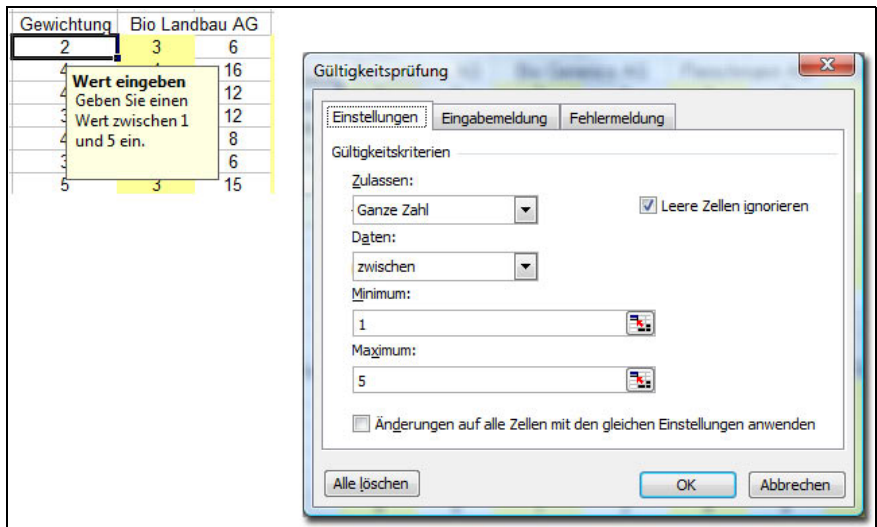 Gewichtung Bio Landbau AG
2 3 6
16
12
12
8
6
5 3 15
Wert eingeben
Geben Sie einen
Wert zwischen 1
und 5 ein.
Gültigkeitsprüfung
Einstellungen Eingabemeldung Fehlermeldung
Gültigkeitskriterien
Zulassen:
Ganze Zahl Leere Zellen ignorieren
Daten:
zwischen
Minimum:
1
Maximum:
5
Änderungen auf alle Zellen mit den gleichen Einstellungen anwenden
Alle löschen OK Abbrechen